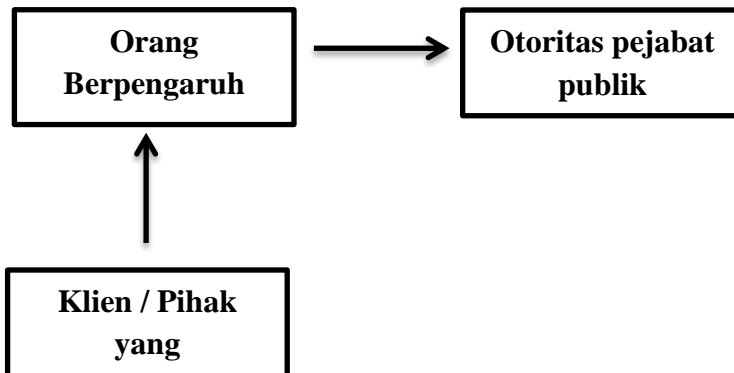 Orang
Berpengaruh
Otoritas pejabat
publik
Klien / Pihak
yang